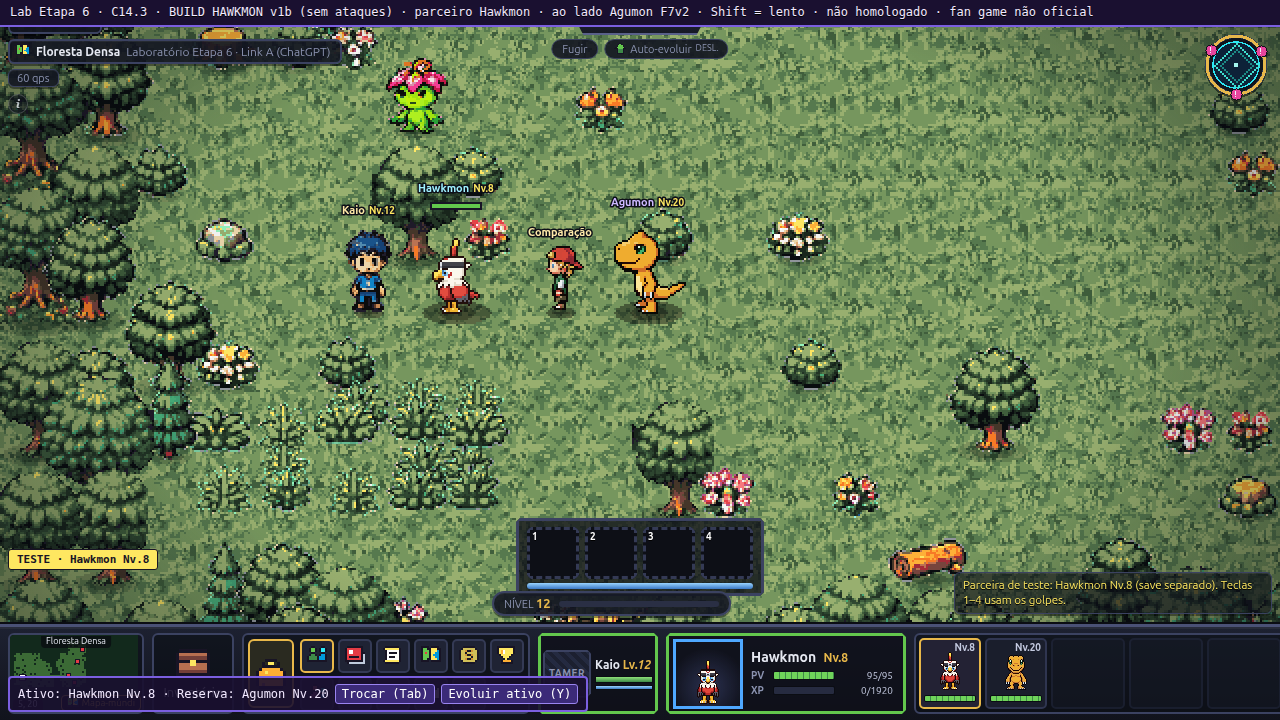 Lab Etapa 6 · C14.3 · BUILD HAWKMON v1b (sem ataques) · parceiro Hawkmon · ao lado Agumon F7v2 · Shift = lento · não homologado · fan game não oficial
Floresta Densa Laboratório Etapa 6 · Link A (ChatGPT)
Fugir
Auto-evoluir DESL.
60 qps
i
Hawkmon Nv.8
Kaio Nv.12
Agumon Nv.20
Comparação
1 2 3 4
TESTE · Hawkmon Nv.8
Parceira de teste: Hawkmon Nv.8 (save separado). Teclas
1–4 usam os golpes.
NÍVEL 12
Floresta Densa
TAMER
Kaio Lv.12
Hawkmon Nv.8
PV 95/95
XP 0/1920
Nv.8
Nv.20
Ativo: Hawkmon Nv.8 · Reserva: Agumon Nv.20 Trocar (Tab) Evoluir ativo (Y)